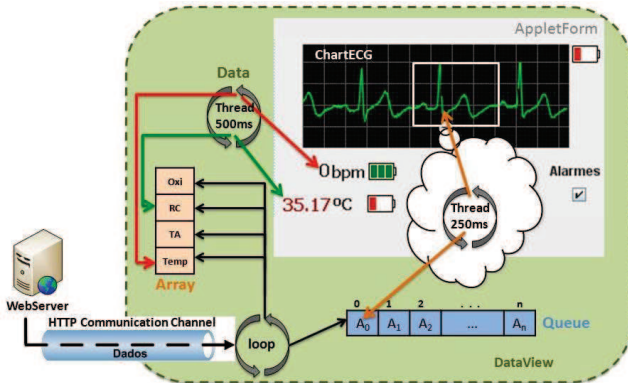 AppletForm
ChartECG
Data
Thread
500ms
0bpm
Alarmes
35.17ºC
Thread
250ms
Oxi
RC
TA
Temp
Array
WebServer
HTTP Communication Channel
Dados
loop
0 1 2 . . . n
A0 A1 A2 ... An
Queue
DataView